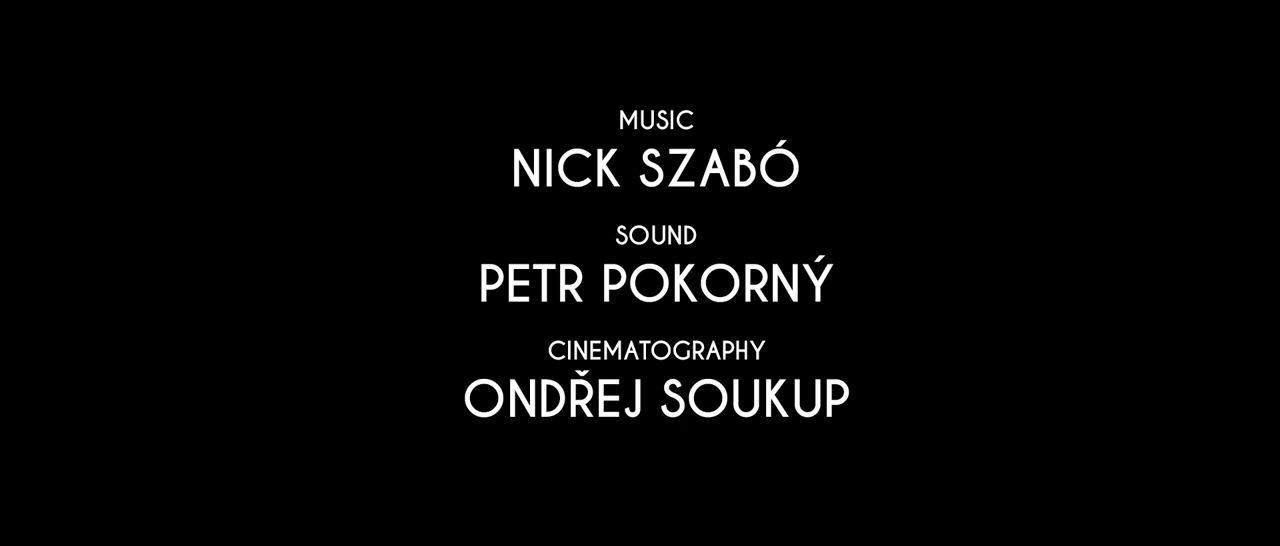 MUSIC
NICK SZABÓ
SOUND
PETR POKORNÝ
CINEMATOGRAPHY
ONDŘEJ SOUKUP